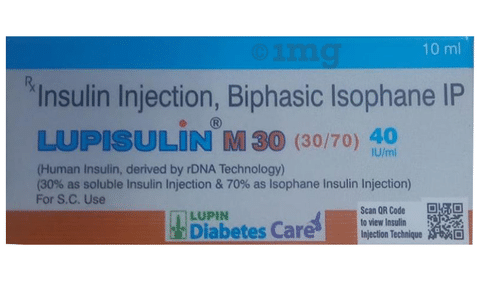 1mg
10 ml
Rx Insulin Injection, Biphasic Isophane IP
LUPISULIN® M 30 (30/70) 40 IU/ml
(Human Insulin, derived by rDNA Technology)
(30% as soluble Insulin Injection & 70% as Isophane Insulin Injection)
For S.C. Use
LUPIN
Diabetes Care
Scan QR Code
to view Insulin
Injection Technique